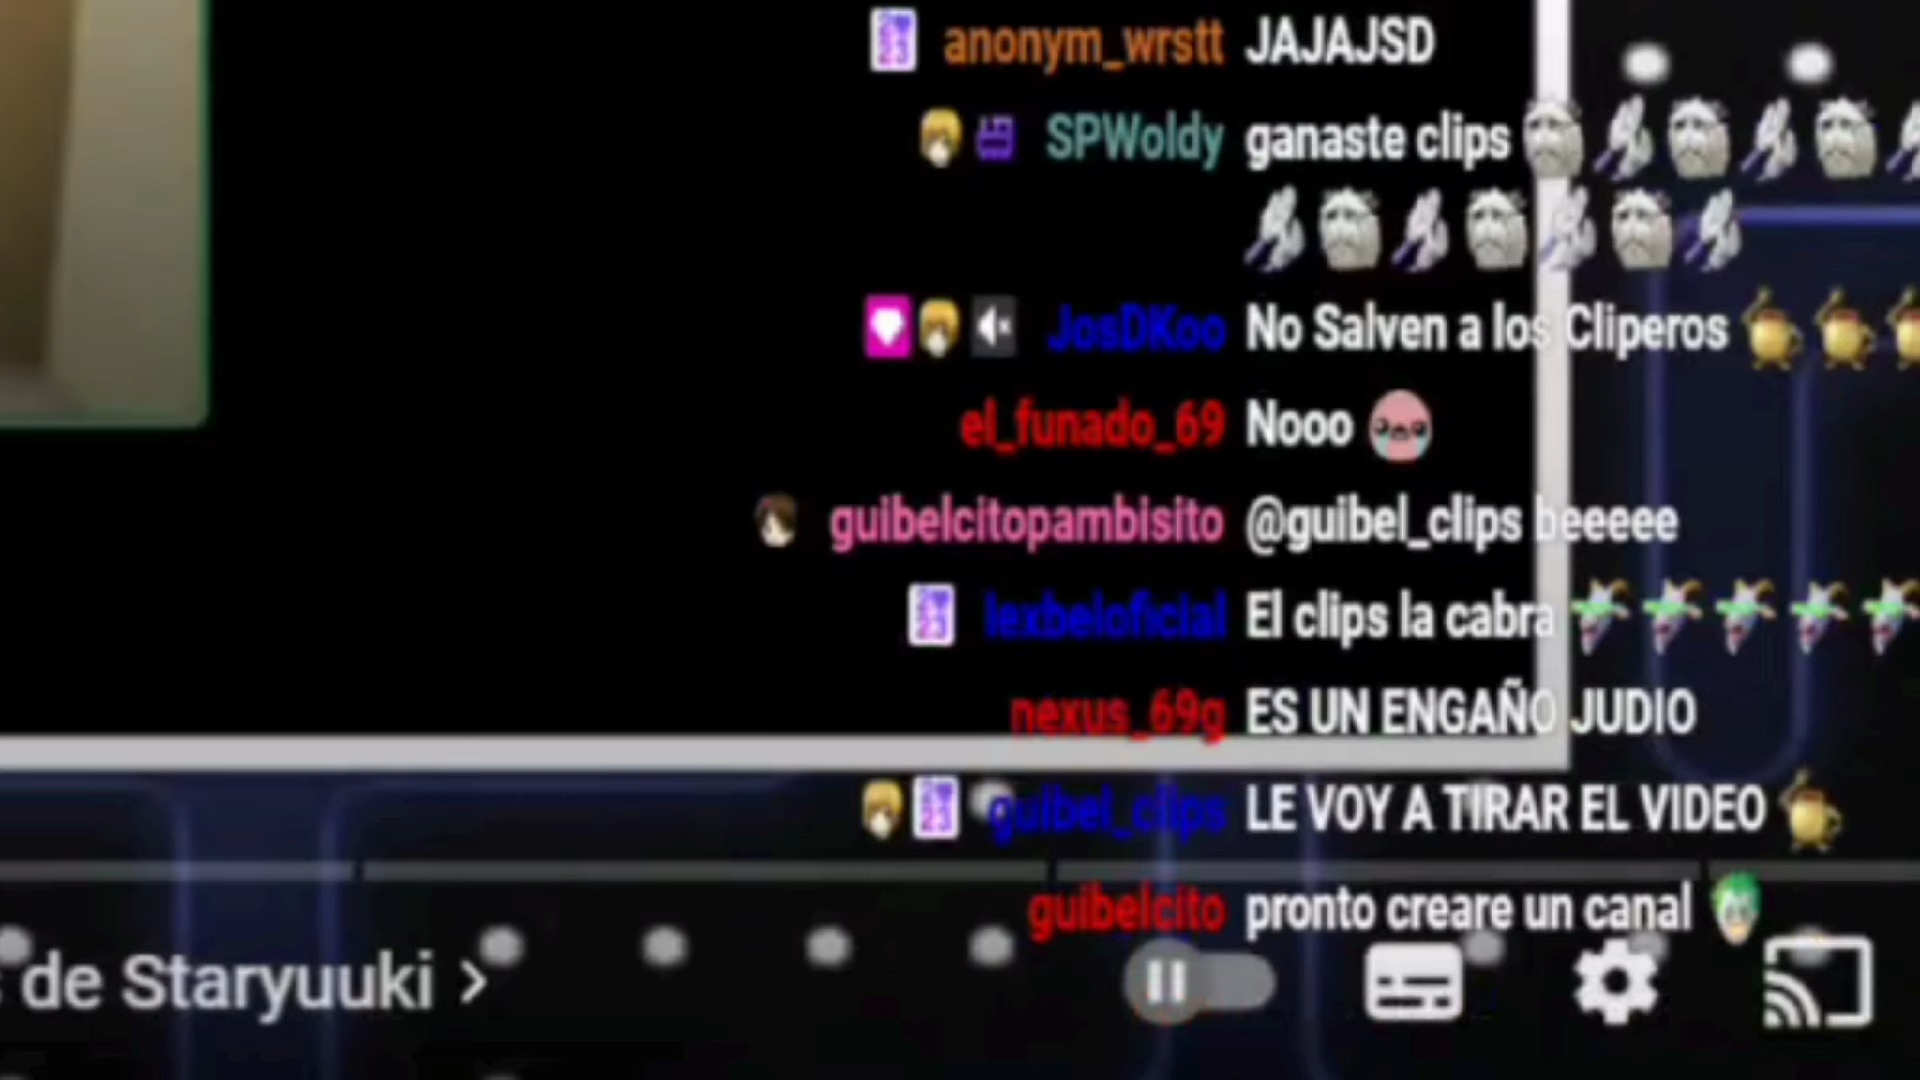 anonym_wrstt JAJAJSD
SPWoldy ganaste clips
JosDKoo No Salven a los Cliperos
el_funado_69 Nooo
guibelcitopambisito @guibel_clips beeeee
lexbeloficial El clips la cabra
nexus_69g ES UN ENGAÑO JUDIO
guibel_clips LE VOY A TIRAR EL VIDEO
guibelcito pronto creare un canal
de Staryuuki >